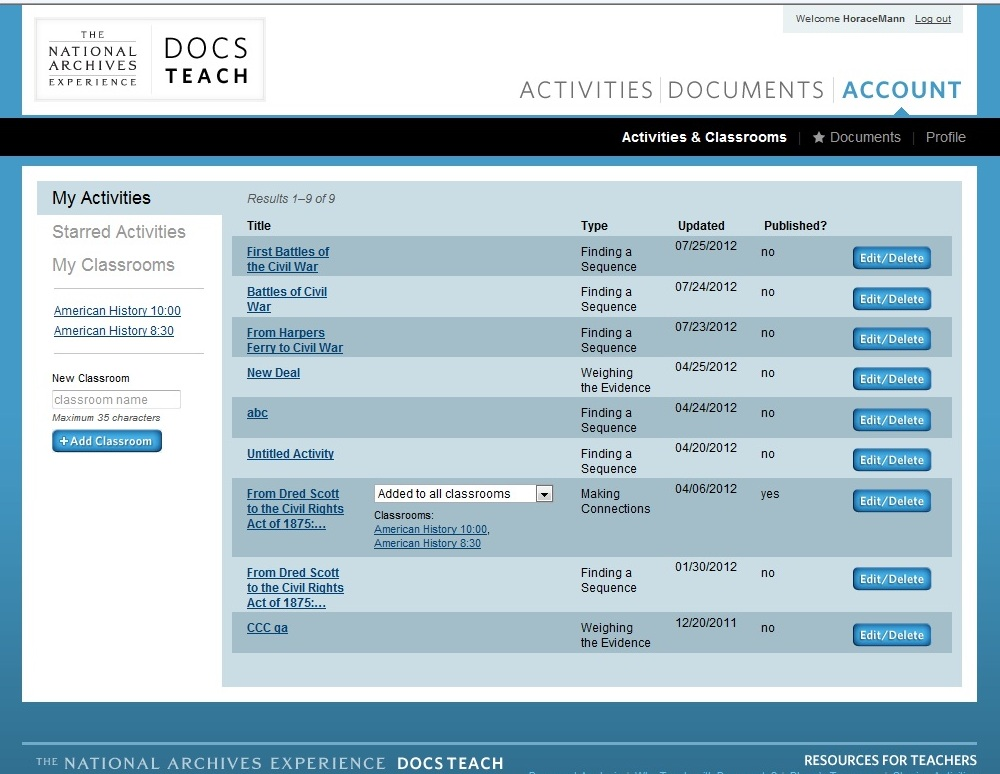 Welcome HoraceMann Log out
THE
NATIONAL
ARCHIVES
EXPERIENCE
DOCS
TEACH
ACTIVITIES DOCUMENTS ACCOUNT
Activities & Classrooms Documents Profile
My Activities
Starred Activities
My Classrooms
American History 10:00
American History 8:30
New Classroom
classroom name
Maximum 35 characters
+Add Classroom
Results 1–9 of 9
Title Type Updated Published?
First Battles of
the Civil War
Finding a
Sequence
07/25/2012 no Edit/Delete
Battles of Civil
War
Finding a
Sequence
07/24/2012 no Edit/Delete
From Harpers
Ferry to Civil War
Finding a
Sequence
07/23/2012 no Edit/Delete
New Deal
Weighing
the Evidence
04/25/2012 no Edit/Delete
abc
Finding a
Sequence
04/24/2012 no Edit/Delete
Untitled Activity
Finding a
Sequence
04/20/2012 no Edit/Delete
From Dred Scott
to the Civil Rights
Act of 1875:...
Added to all classrooms
Classrooms:
American History 10:00,
American History 8:30
Making
Connections
04/06/2012 yes Edit/Delete
From Dred Scott
to the Civil Rights
Act of 1875:...
Finding a
Sequence
01/30/2012 no Edit/Delete
CCC qa
Weighing
the Evidence
12/20/2011 no Edit/Delete
THE NATIONAL ARCHIVES EXPERIENCE DOCSTEACH
RESOURCES FOR TEACHERS